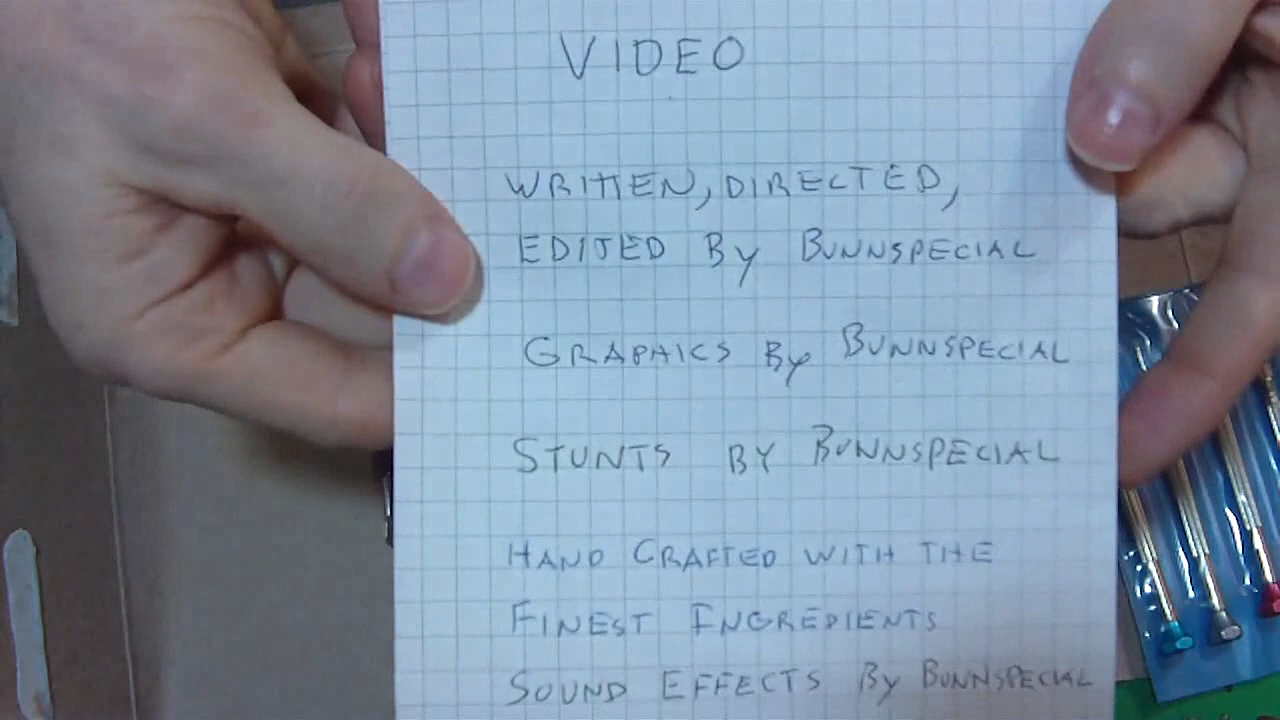 VIDEO
WRITTEN, DIRECTED,
EDITED BY BUNNSPECIAL
GRAPHICS BY BUNNSPECIAL
STUNTS BY BUNNSPECIAL
HAND CRAFTED WITH THE
FINEST INGREDIENTS
SOUND EFFECTS BY BUNNSPECIAL